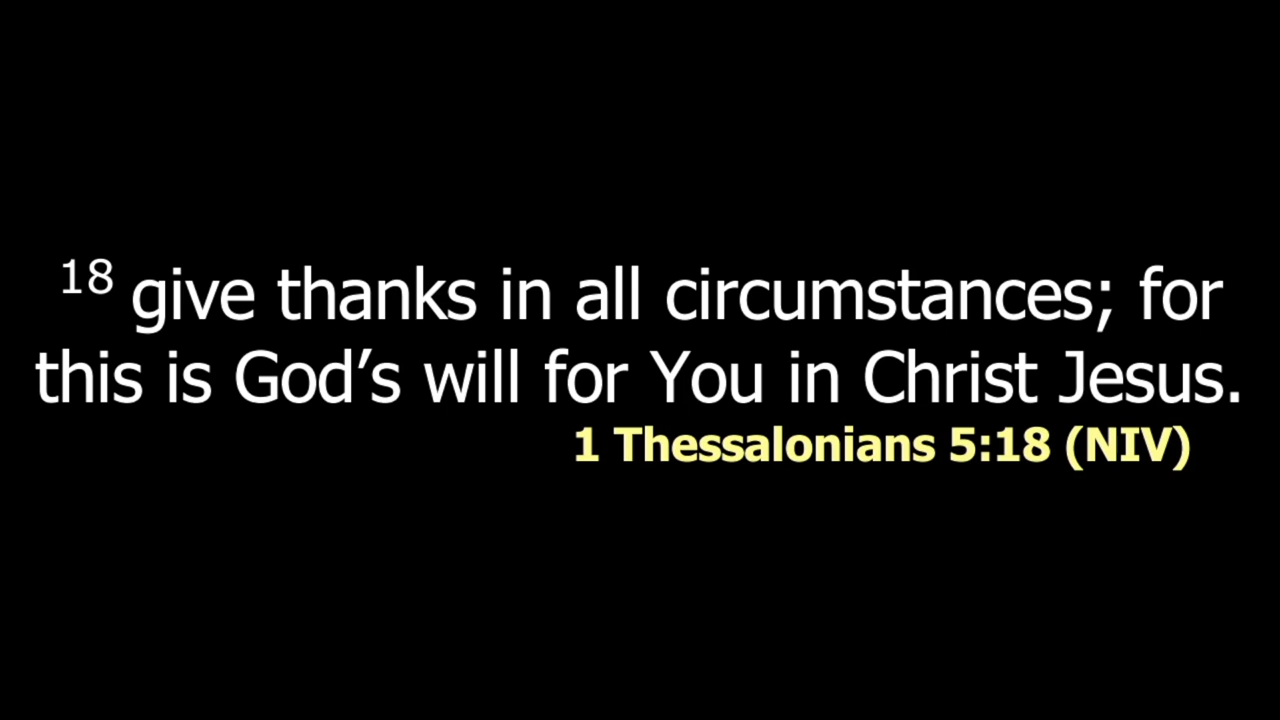 18 give thanks in all circumstances; for
this is God’s will for You in Christ Jesus.
1 Thessalonians 5:18 (NIV)